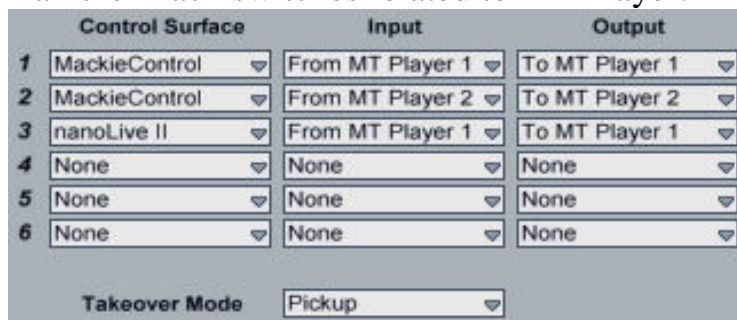 Control Surface Input Output
1 MackieControl From MT Player 1 To MT Player 1
2 MackieControl From MT Player 2 To MT Player 2
3 nanoLive II From MT Player 1 To MT Player 1
4 None None None
5 None None None
6 None None None
Takeover Mode Pickup